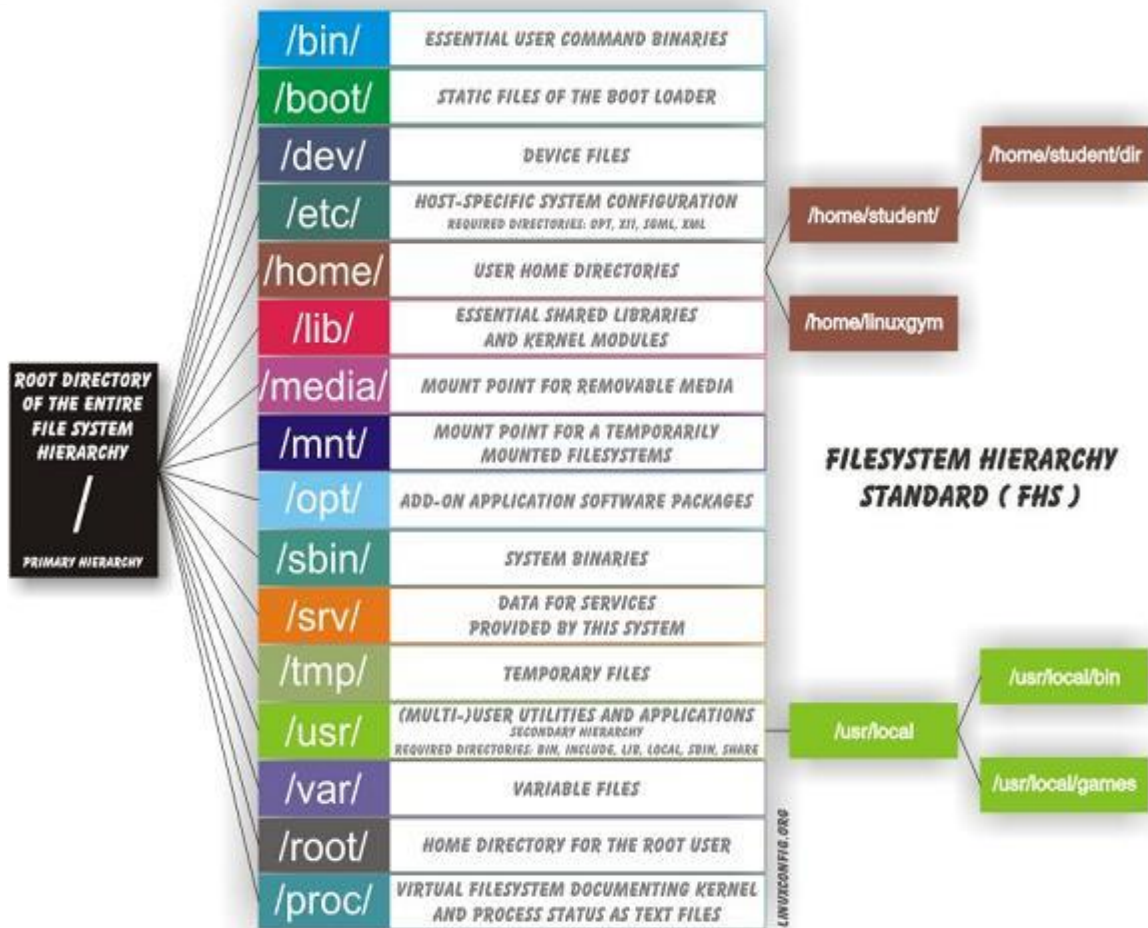 ROOT DIRECTORY
OF THE ENTIRE
FILE SYSTEM
HIERARCHY
/
PRIMARY HIERARCHY
/bin/
ESSENTIAL USER COMMAND BINARIES
/boot/
STATIC FILES OF THE BOOT LOADER
/dev/
DEVICE FILES
/etc/
HOST-SPECIFIC SYSTEM CONFIGURATION
REQUIRED DIRECTORIES: OPT, X11, SGML, XML
/home/
USER HOME DIRECTORIES
/lib/
ESSENTIAL SHARED LIBRARIES
AND KERNEL MODULES
/media/
MOUNT POINT FOR REMOVABLE MEDIA
/mnt/
MOUNT POINT FOR A TEMPORARILY
MOUNTED FILESYSTEMS
/opt/
ADD-ON APPLICATION SOFTWARE PACKAGES
/sbin/
SYSTEM BINARIES
/srv/
DATA FOR SERVICES
PROVIDED BY THIS SYSTEM
/tmp/
TEMPORARY FILES
/usr/
(MULTI-)USER UTILITIES AND APPLICATIONS
SECONDARY HIERARCHY
REQUIRED DIRECTORIES: BIN, INCLUDE, LIB, LOCAL, SBIN, SHARE
/var/
VARIABLE FILES
/root/
HOME DIRECTORY FOR THE ROOT USER
/proc/
VIRTUAL FILESYSTEM DOCUMENTING KERNEL
AND PROCESS STATUS AS TEXT FILES
/home/student/
/home/student/dir
/home/linuxgym
FILESYSTEM HIERARCHY
STANDARD ( FHS )
/usr/local
/usr/local/bin
/usr/local/games
LINUXCONFIG.ORG